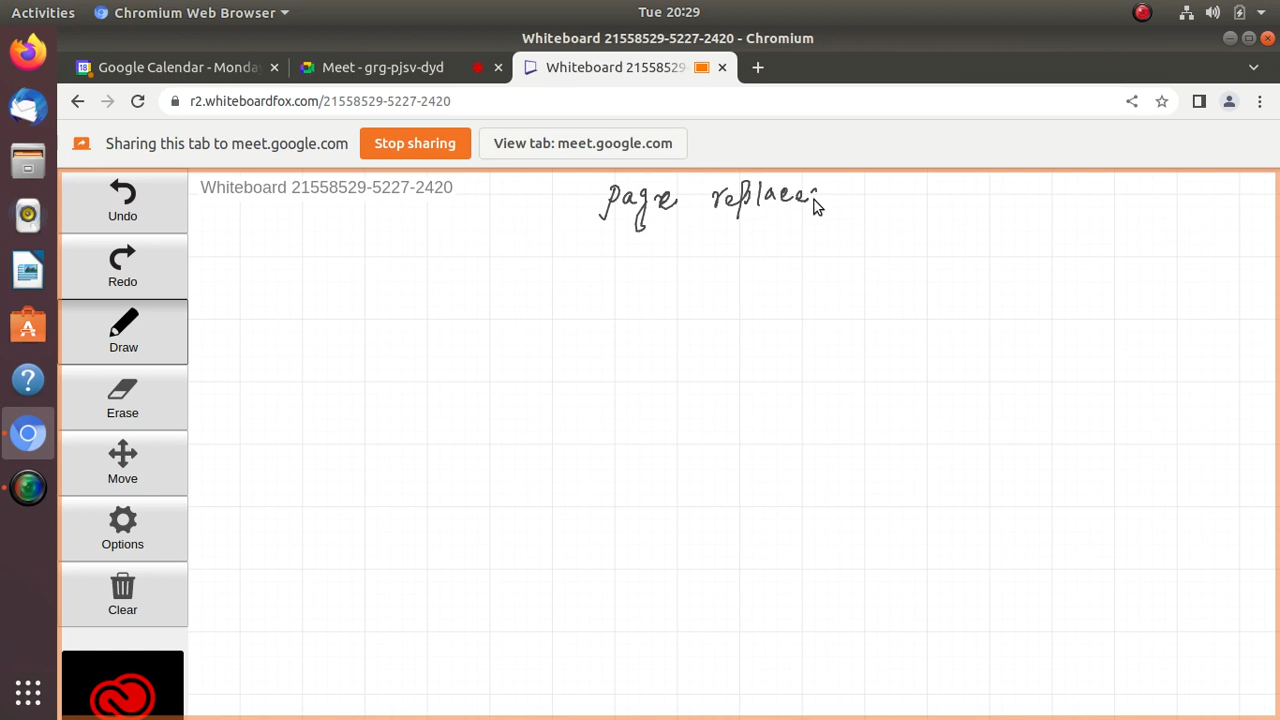 Activities
Chromium Web Browser
Tue 20:29
Whiteboard 21558529-5227-2420 - Chromium
Google Calendar - Monday
Meet - grg-pjsv-dyd
Whiteboard 21558529-
r2.whiteboardfox.com/21558529-5227-2420
Sharing this tab to meet.google.com
Stop sharing
View tab: meet.google.com
Whiteboard 21558529-5227-2420
page replace
Undo
Redo
Draw
Erase
Move
Options
Clear